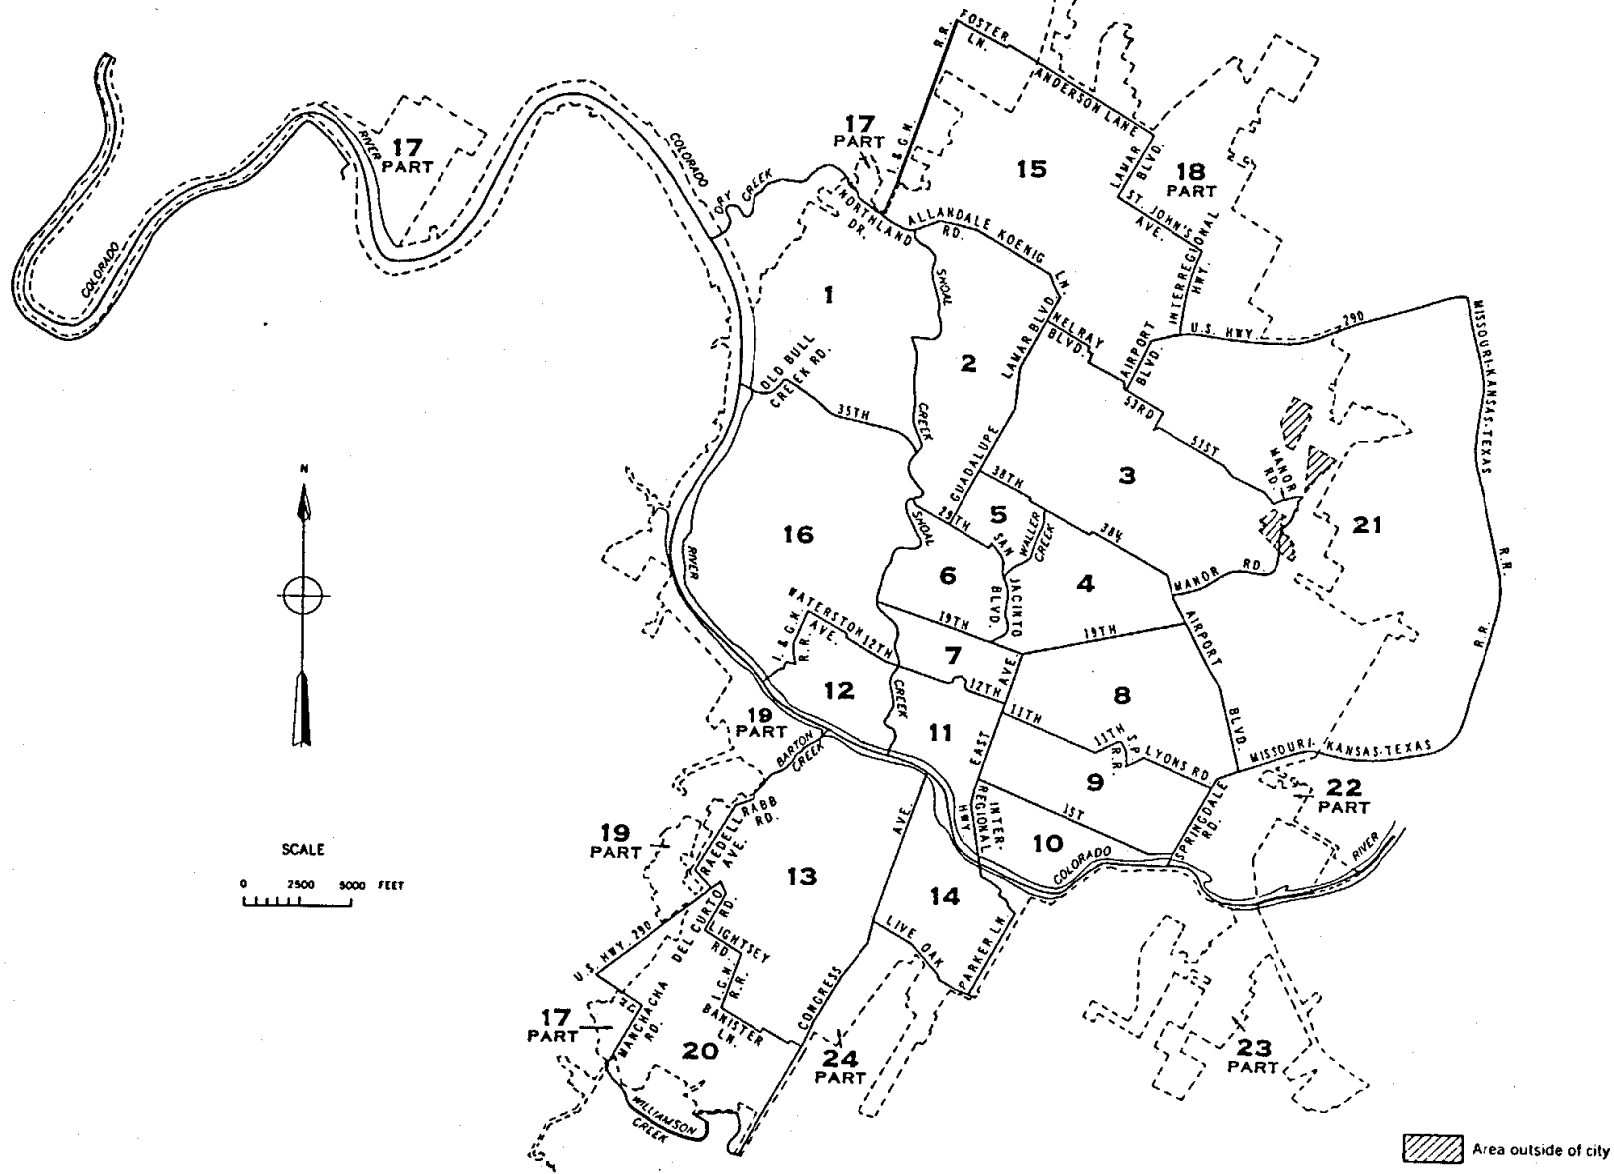 FOSTER
LN.
R.R.
I & G.N.
ANDERSON LANE
17
PART
17
PART
RIVER
COLORADO
COLORADO
DRY CREEK
15
LAMAR
BLVD.
18
PART
ST. JOHN'S
AVE.
NORTHLAND
DR.
ALLANDALE
RD.
KOENIG
LN.
INTERREGIONAL
HWY.
1
SHOAL
CREEK
2
LAMAR BLVD.
NELRAY
BLVD.
AIRPORT
BLVD.
U.S. HWY. 290
MISSOURI-KANSAS-TEXAS
R.R.
R.R.
OLD BULL
CREEK RD.
35TH
53RD
51ST
MANOR
RD.
GUADALUPE
38TH
3
21
N
16
SHOAL
29TH
5
SAN
JACINTO
BLVD.
WALLER
CREEK
38½
RIVER
6
4
MANOR RD.
WATERSTON
AVE.
I. & G.N.
R.R.
12TH
19TH
19TH
AIRPORT
BLVD.
7
12TH
AVE.
EAST
12
CREEK
11
11TH
8
11TH
S.P.
R.R.
LYONS RD.
MISSOURI-KANSAS-TEXAS
19
PART
BARTON
CREEK
9
1ST
22
PART
SPRINGDALE
RD.
HWY
INTER-
REGIONAL
10
COLORADO
RIVER
19
PART
RABB
RD.
RAEDELL
AVE.
AVE.
13
14
SCALE
0 2500 5000 FEET
DEL CURTO
RD.
U.S. HWY. 290
LIGHTSEY
RD.
I. G.N.
R.R.
LIVE OAK
PARKER LN.
MANCHACA
RD.
BANISTER
LN.
CONGRESS
17
PART
20
24
PART
23
PART
WILLIAMSON
CREEK
Area outside of city